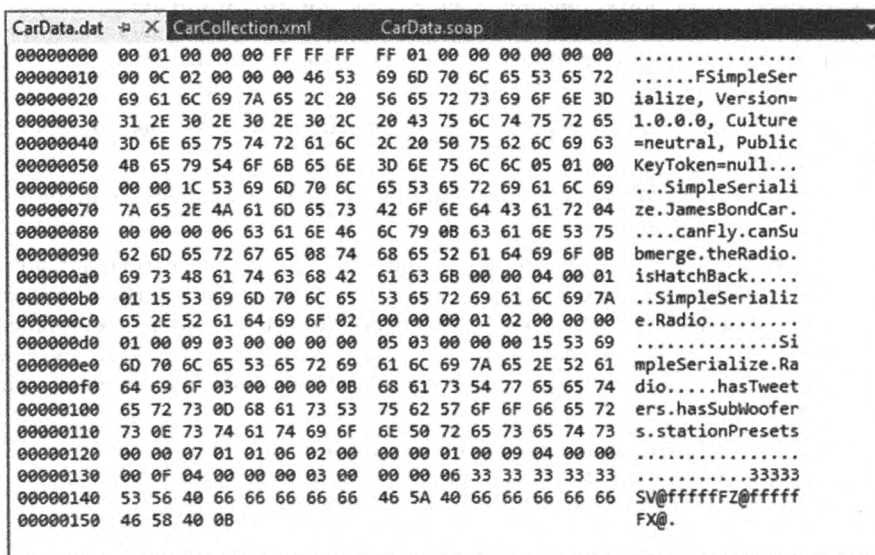 CarData.dat CarCollection.xml CarData.soap
00000000 00 01 00 00 00 FF FF FF FF 01 00 00 00 00 00 00 ................
00000010 00 0C 02 00 00 00 46 53 69 6D 70 6C 65 53 65 72 ......FSimpleSer
00000020 69 61 6C 69 7A 65 2C 20 56 65 72 73 69 6F 6E 3D ialize, Version=
00000030 31 2E 30 2E 30 2E 30 2C 20 43 75 6C 74 75 72 65 1.0.0.0, Culture
00000040 3D 6E 65 75 74 72 61 6C 2C 20 50 75 62 6C 69 63 =neutral, Public
00000050 4B 65 79 54 6F 6B 65 6E 3D 6E 75 6C 6C 05 01 00 KeyToken=null...
00000060 00 00 1C 53 69 6D 70 6C 65 53 65 72 69 61 6C 69 ...SimpleSeriali
00000070 7A 65 2E 4A 61 6D 65 73 42 6F 6E 64 43 61 72 04 ze.JamesBondCar.
00000080 00 00 00 06 63 61 6E 46 6C 79 0B 63 61 6E 53 75 ....canFly.canSu
00000090 62 6D 65 72 67 65 08 74 68 65 52 61 64 69 6F 0B bmerge.theRadio.
000000a0 69 73 48 61 74 63 68 42 61 63 6B 00 00 04 00 01 isHatchBack.....
000000b0 01 15 53 69 6D 70 6C 65 53 65 72 69 61 6C 69 7A ..SimpleSerializ
000000c0 65 2E 52 61 64 69 6F 02 00 00 00 01 02 00 00 00 e.Radio.........
000000d0 01 00 09 03 00 00 00 00 05 03 00 00 00 15 53 69 ..............Si
000000e0 6D 70 6C 65 53 65 72 69 61 6C 69 7A 65 2E 52 61 mpleSerialize.Ra
000000f0 64 69 6F 03 00 00 00 0B 68 61 73 54 77 65 65 74 dio.....hasTweet
00000100 65 72 73 0D 68 61 73 53 75 62 57 6F 6F 66 65 72 ers.hasSubWoofer
00000110 73 0E 73 74 61 74 69 6F 6E 50 72 65 73 65 74 73 s.stationPresets
00000120 00 00 07 01 01 06 02 00 00 00 01 00 09 04 00 00 ................
00000130 00 0F 04 00 00 00 03 00 00 00 06 33 33 33 33 33 ...........33333
00000140 53 56 40 66 66 66 66 66 46 5A 40 66 66 66 66 66 SV@fffffFZ@fffff
00000150 46 58 40 0B FX@.